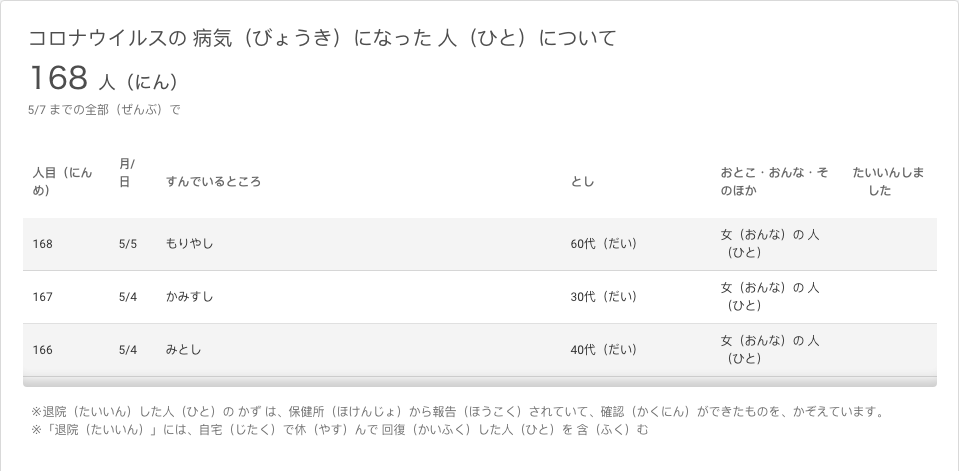 コロナウイルスの 病気（びょうき）になった 人（ひと）について
168 人（にん）
5/7 までの全部（ぜんぶ）で
人目（にんめ） 月/日 すんでいるところ とし おとこ・おんな・そのほか たいいんしました
168 5/5 もりやし 60代（だい） 女（おんな）の 人（ひと）
167 5/4 かみすし 30代（だい） 女（おんな）の 人（ひと）
166 5/4 みとし 40代（だい） 女（おんな）の 人（ひと）
※退院（たいいん）した人（ひと）の かず は、保健所（ほけんじょ）から報告（ほうこく）されていて、確認（かくにん）ができたものを、かぞえています。
※「退院（たいいん）」には、自宅（じたく）で休（やす）んで 回復（かいふく）した人（ひと）を 含（ふく）む